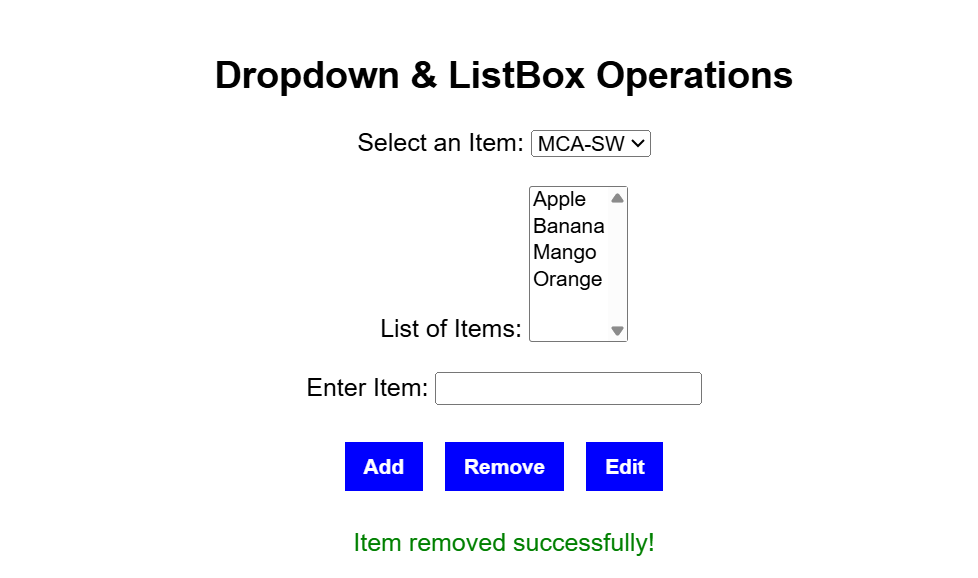 Dropdown & ListBox Operations
Select an Item: MCA-SW
Apple
Banana
Mango
Orange
List of Items:
Enter Item:
Add Remove Edit
Item removed successfully!